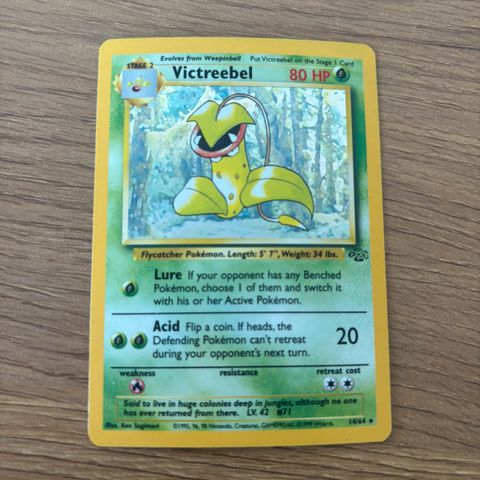 STAGE 2
Evolves from Weepinbell Put Victreebel on the Stage 1 Card
Victreebel 80 HP
Flycatcher Pokémon. Length: 5' 7", Weight: 34 lbs.
Lure If your opponent has any Benched
Pokémon, choose 1 of them and switch it
with his or her Active Pokémon.
Acid Flip a coin. If heads, the
Defending Pokémon can't retreat
during your opponent's next turn.
20
weakness resistance retreat cost
Said to live in huge colonies deep in jungles, although no one
has ever returned from there. LV. 42 #71
Illus. Ken Sugimori ©1995, 96, 98 Nintendo, Creatures, GAMEFREAK. ©1999 Wizards. 14/64 ★